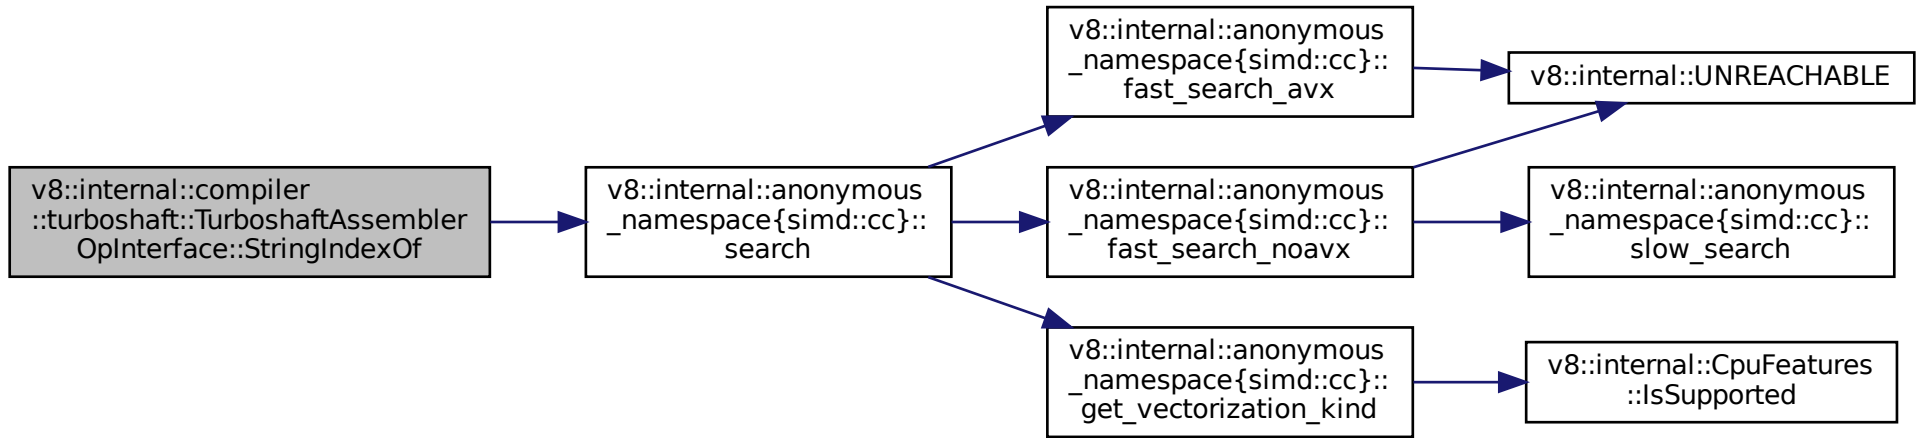 v8::internal::compiler
::turboshaft::TurboshaftAssembler
OpInterface::StringIndexOf
v8::internal::anonymous
_namespace{simd::cc}::
search
v8::internal::anonymous
_namespace{simd::cc}::
fast_search_avx
v8::internal::UNREACHABLE
v8::internal::anonymous
_namespace{simd::cc}::
fast_search_noavx
v8::internal::anonymous
_namespace{simd::cc}::
slow_search
v8::internal::anonymous
_namespace{simd::cc}::
get_vectorization_kind
v8::internal::CpuFeatures
::IsSupported